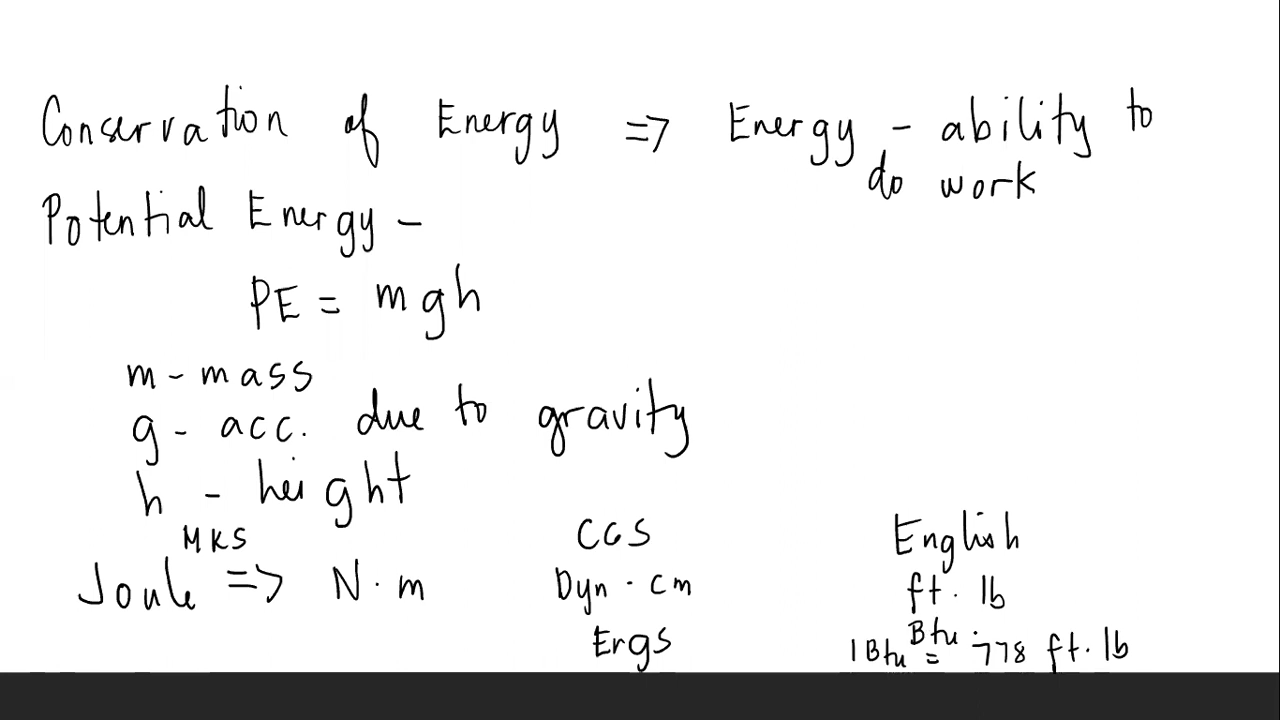 Conservation of Energy => Energy - ability to
do work
Potential Energy -
PE = mgh
m - mass
g - acc. due to gravity
h - height
MKS CGS English
Joule => N·m Dyn·cm ft·lb
Ergs Btu
1 Btu = 778 ft·lb